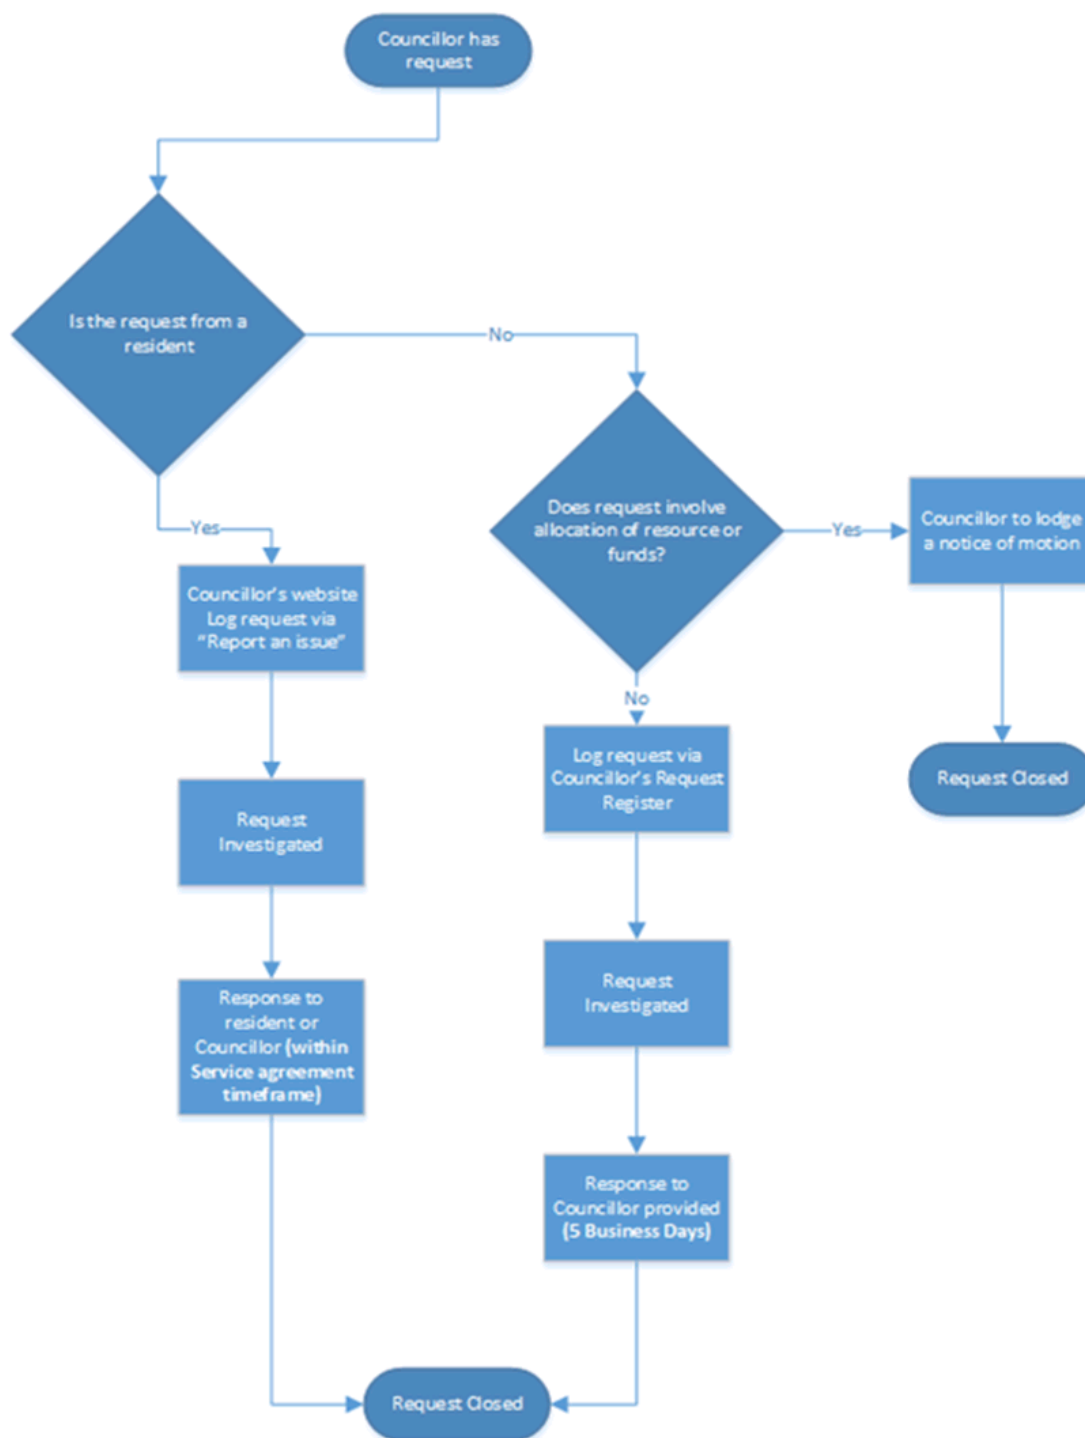 Councillor has
request
Is the request from a
resident
No
Yes
Does request involve
allocation of resource or
funds?
Yes
Councillor to lodge
a notice of motion
Councillor's website
Log request via
"Report an issue"
No
Log request via
Councillor's Request
Register
Request Closed
Request
Investigated
Request
Investigated
Response to
resident or
Councillor (within
Service agreement
timeframe)
Response to
Councillor provided
(5 Business Days)
Request Closed